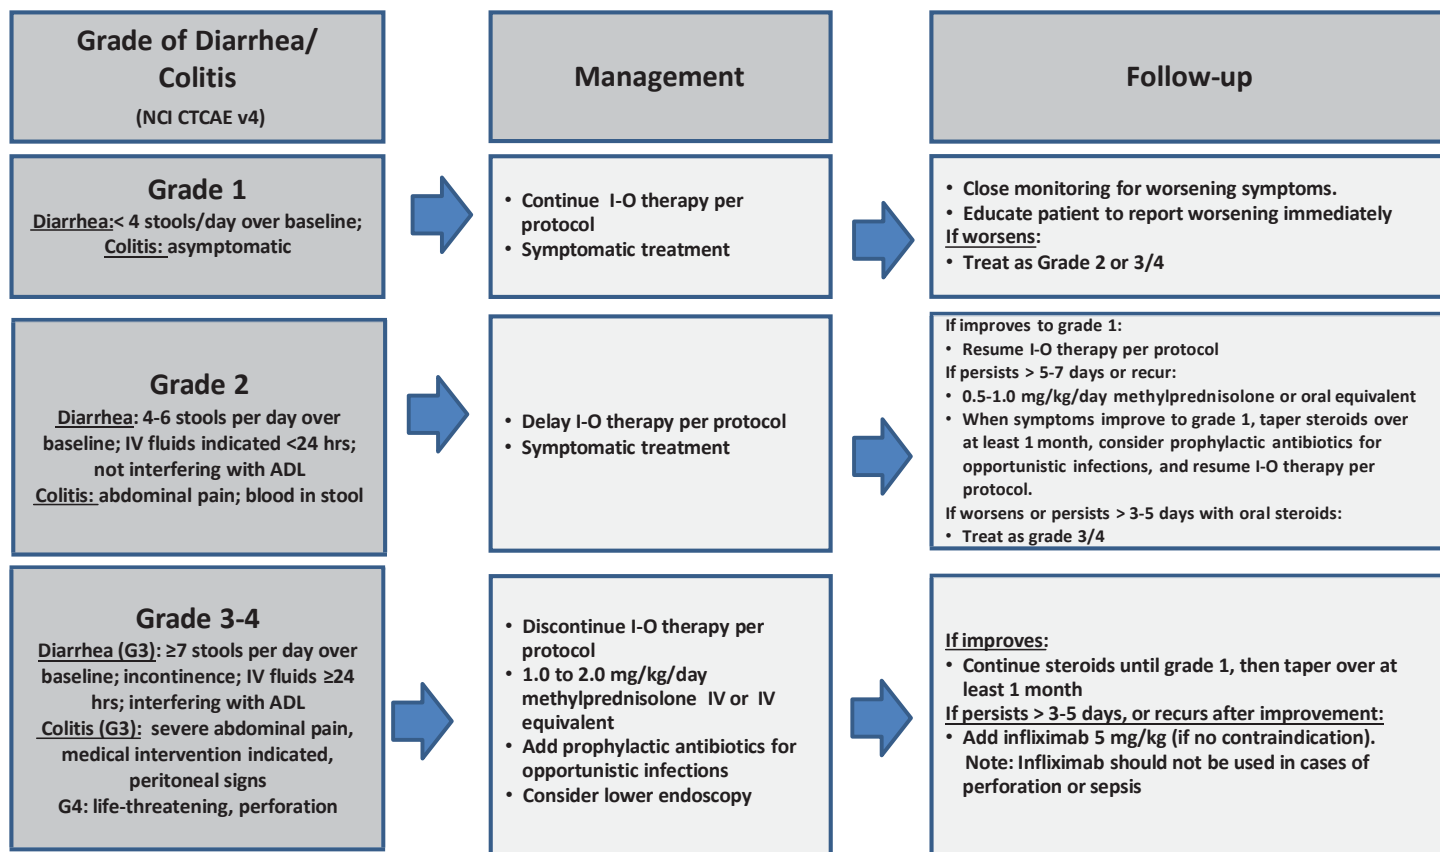 Grade of Diarrhea/
Colitis
(NCI CTCAE v4)
Management
Follow-up
Grade 1
Diarrhea:< 4 stools/day over baseline;
Colitis: asymptomatic
• Continue I-O therapy per
protocol
• Symptomatic treatment
• Close monitoring for worsening symptoms.
• Educate patient to report worsening immediately
If worsens:
• Treat as Grade 2 or 3/4
Grade 2
Diarrhea: 4-6 stools per day over
baseline; IV fluids indicated <24 hrs;
not interfering with ADL
Colitis: abdominal pain; blood in stool
• Delay I-O therapy per protocol
• Symptomatic treatment
If improves to grade 1:
• Resume I-O therapy per protocol
If persists > 5-7 days or recur:
• 0.5-1.0 mg/kg/day methylprednisolone or oral equivalent
• When symptoms improve to grade 1, taper steroids over
at least 1 month, consider prophylactic antibiotics for
opportunistic infections, and resume I-O therapy per
protocol.
If worsens or persists > 3-5 days with oral steroids:
• Treat as grade 3/4
Grade 3-4
Diarrhea (G3): ≥7 stools per day over
baseline; incontinence; IV fluids ≥24
hrs; interfering with ADL
Colitis (G3): severe abdominal pain,
medical intervention indicated,
peritoneal signs
G4: life-threatening, perforation
• Discontinue I-O therapy per
protocol
• 1.0 to 2.0 mg/kg/day
methylprednisolone IV or IV
equivalent
• Add prophylactic antibiotics for
opportunistic infections
• Consider lower endoscopy
If improves:
• Continue steroids until grade 1, then taper over at
least 1 month
If persists > 3-5 days, or recurs after improvement:
• Add infliximab 5 mg/kg (if no contraindication).
Note: Infliximab should not be used in cases of
perforation or sepsis